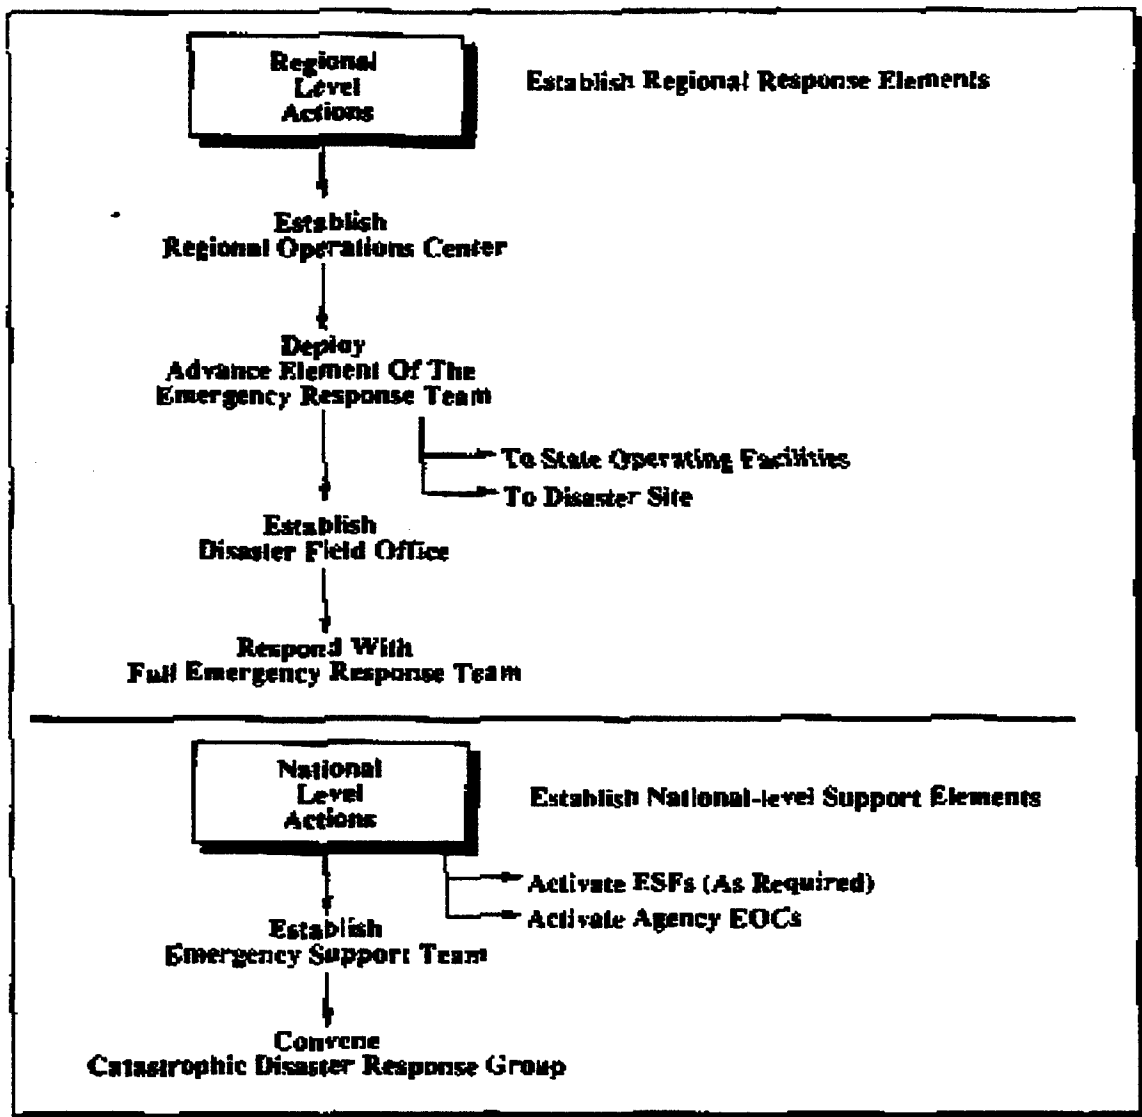 Regional
Level
Actions
Establish Regional Response Elements
Establish
Regional Operations Center
Deploy
Advance Element Of The
Emergency Response Team
To State Operating Facilities
To Disaster Site
Establish
Disaster Field Office
Respond With
Full Emergency Response Team
National
Level
Actions
Establish National-level Support Elements
Activate ESFs (As Required)
Activate Agency EOCs
Establish
Emergency Support Team
Convene
Catastrophic Disaster Response Group